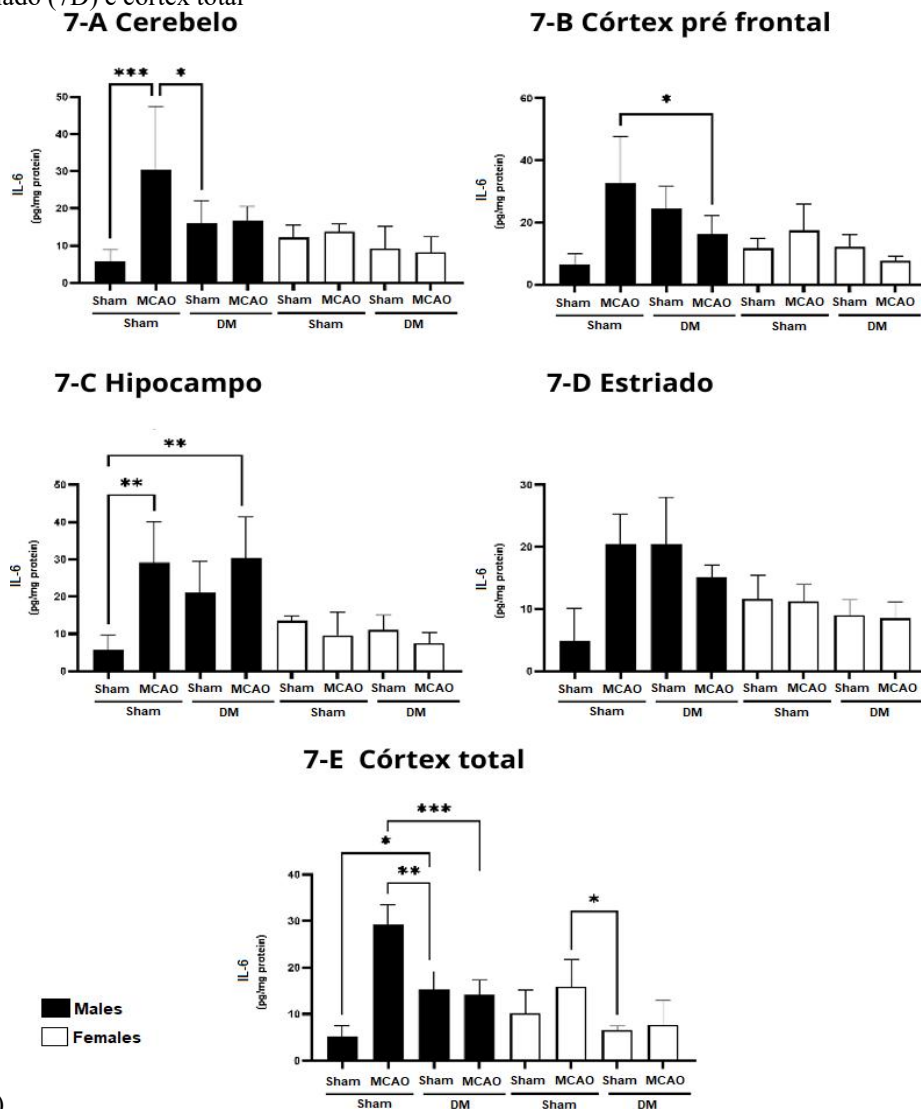 iado (7D) e córtex total
7-A Cerebelo
*** *
50
40
30
20
10
0
IL-6
(pg/mg protein)
Sham MCAO Sham MCAO Sham MCAO Sham MCAO
Sham DM Sham DM
7-B Córtex pré frontal
*
60
40
20
0
IL-6
(pg/mg protein)
Sham MCAO Sham MCAO Sham MCAO Sham MCAO
Sham DM Sham DM
7-C Hipocampo
**
**
50
40
30
20
10
0
IL-6
(pg/mg protein)
Sham MCAO Sham MCAO Sham MCAO Sham MCAO
Sham DM Sham DM
7-D Estriado
30
20
10
0
IL-6
(pg/mg protein)
Sham MCAO Sham MCAO Sham MCAO Sham MCAO
Sham DM Sham DM
7-E Córtex total
***
*
**
*
40
30
20
10
0
IL-6
(pg/mg protein)
Sham MCAO Sham MCAO Sham MCAO Sham MCAO
Sham DM Sham DM
Males
Females
)